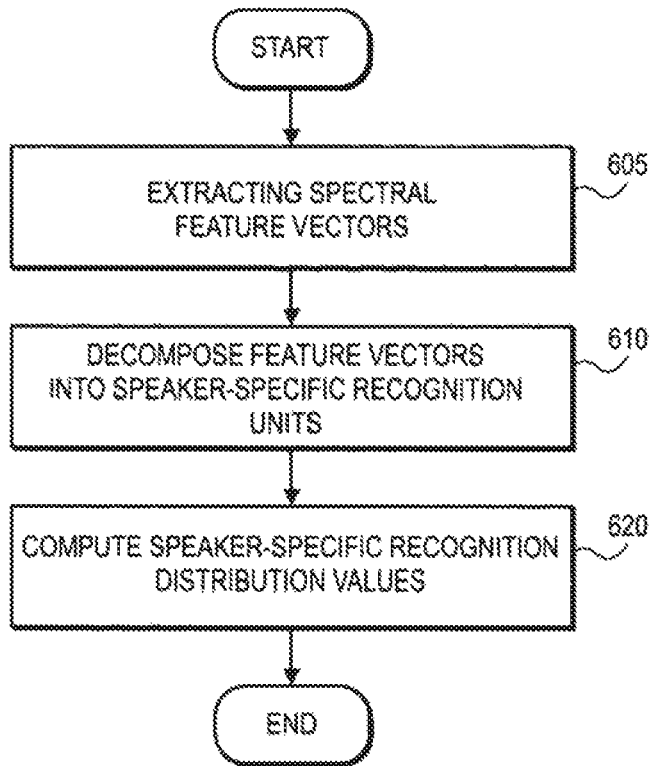 START
605
EXTRACTING SPECTRAL
FEATURE VECTORS
610
DECOMPOSE FEATURE VECTORS
INTO SPEAKER-SPECIFIC RECOGNITION
UNITS
620
COMPUTE SPEAKER-SPECIFIC RECOGNITION
DISTRIBUTION VALUES
END